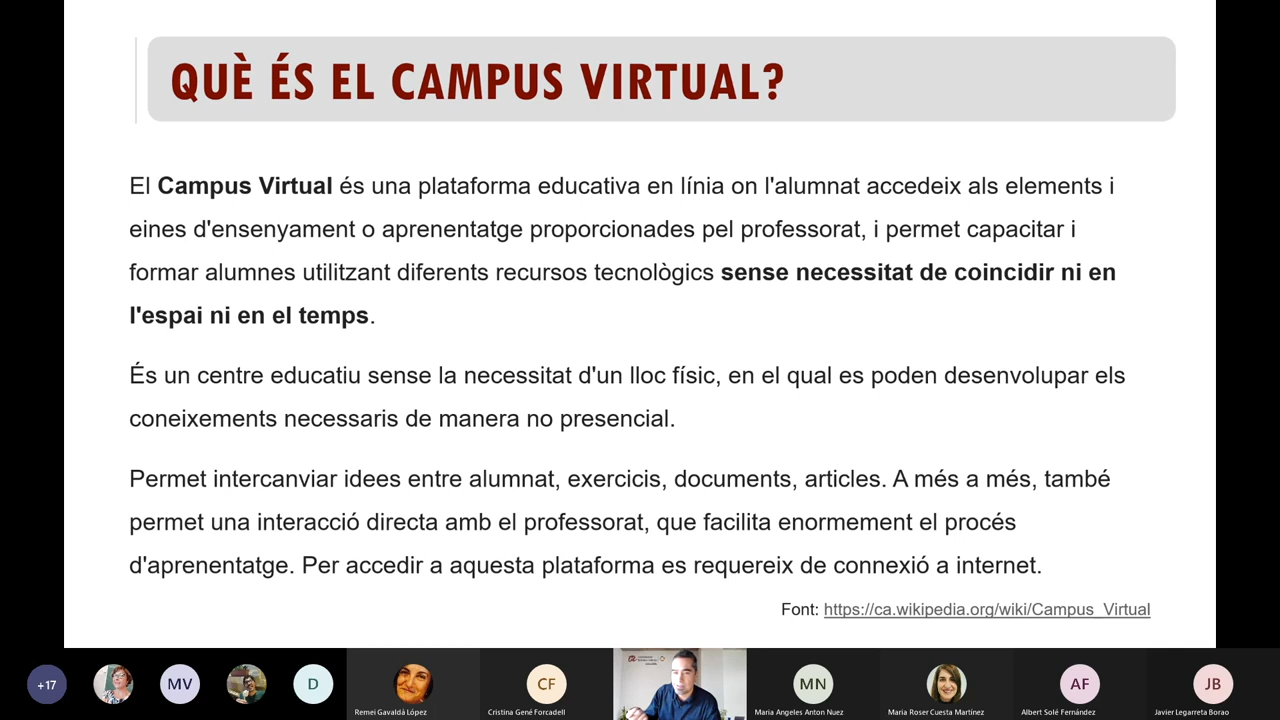 QUÈ ÉS EL CAMPUS VIRTUAL?
El Campus Virtual és una plataforma educativa en línia on l'alumnat accedeix als elements i
eines d'ensenyament o aprenentatge proporcionades pel professorat, i permet capacitar i
formar alumnes utilitzant diferents recursos tecnològics sense necessitat de coincidir ni en
l'espai ni en el temps.
És un centre educatiu sense la necessitat d'un lloc físic, en el qual es poden desenvolupar els
coneixements necessaris de manera no presencial.
Permet intercanviar idees entre alumnat, exercicis, documents, articles. A més a més, també
permet una interacció directa amb el professorat, que facilita enormement el procés
d'aprenentatge. Per accedir a aquesta plataforma es requereix de connexió a internet.
Font: https://ca.wikipedia.org/wiki/Campus_Virtual
+17
MV
D
CF
MN
AF
JB
Remei Gavaldà López
Cristina Gené Forcadell
Maria Angeles Anton Nuez
Maria Roser Cuesta Martínez
Albert Solé Fernández
Javier Legarreta Borao